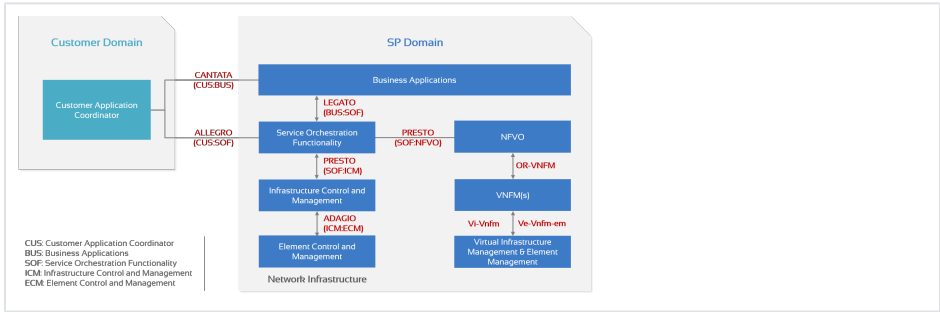 Customer Domain
SP Domain
CANTATA
(CUS:BUS)
Business Applications
Customer Application
Coordinator
LEGATO
(BUS:SOF)
ALLEGRO
(CUS:SOF)
Service Orchestration
Functionality
PRESTO
(SOF:NFVO)
NFVO
PRESTO
(SOF:ICM)
OR-VNFM
Infrastructure Control and
Management
VNFM(s)
ADAGIO
(ICM:ECM)
Vi-Vnfm
Ve-Vnfm-em
Element Control and
Management
Virtual Infrastructure
Management & Element
Management
Network Infrastructure
CUS: Customer Application Coordinator
BUS: Business Applications
SOF: Service Orchestration Functionality
ICM: Infrastructure Control and Management
ECM: Element Control and Management